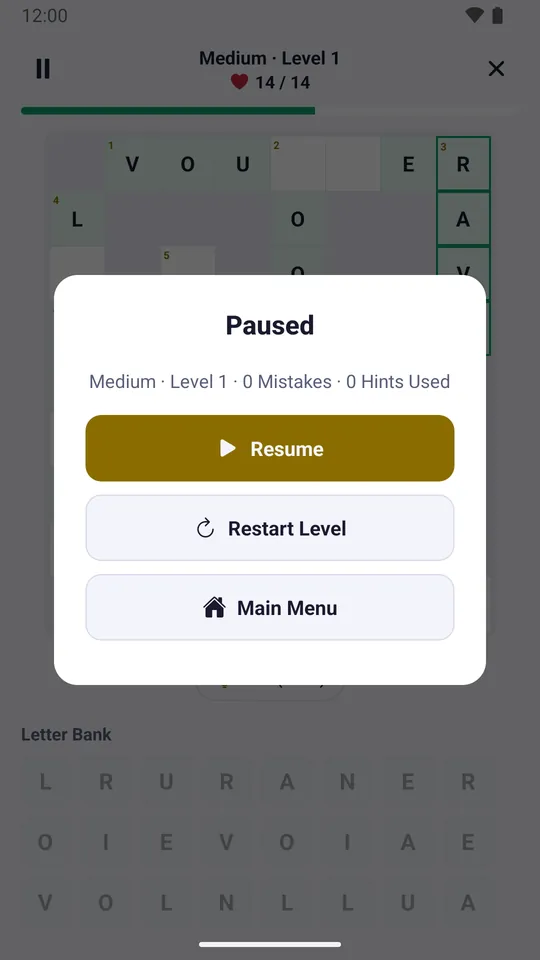 12:00
Medium · Level 1
14 / 14
1 V O U 2 E 3 R
4 L O A
5 O V
Paused
Medium · Level 1 · 0 Mistakes · 0 Hints Used
Resume
Restart Level
Main Menu
Letter Bank
L R U R A N E R
O I E V O I A E
V O L N L L U A